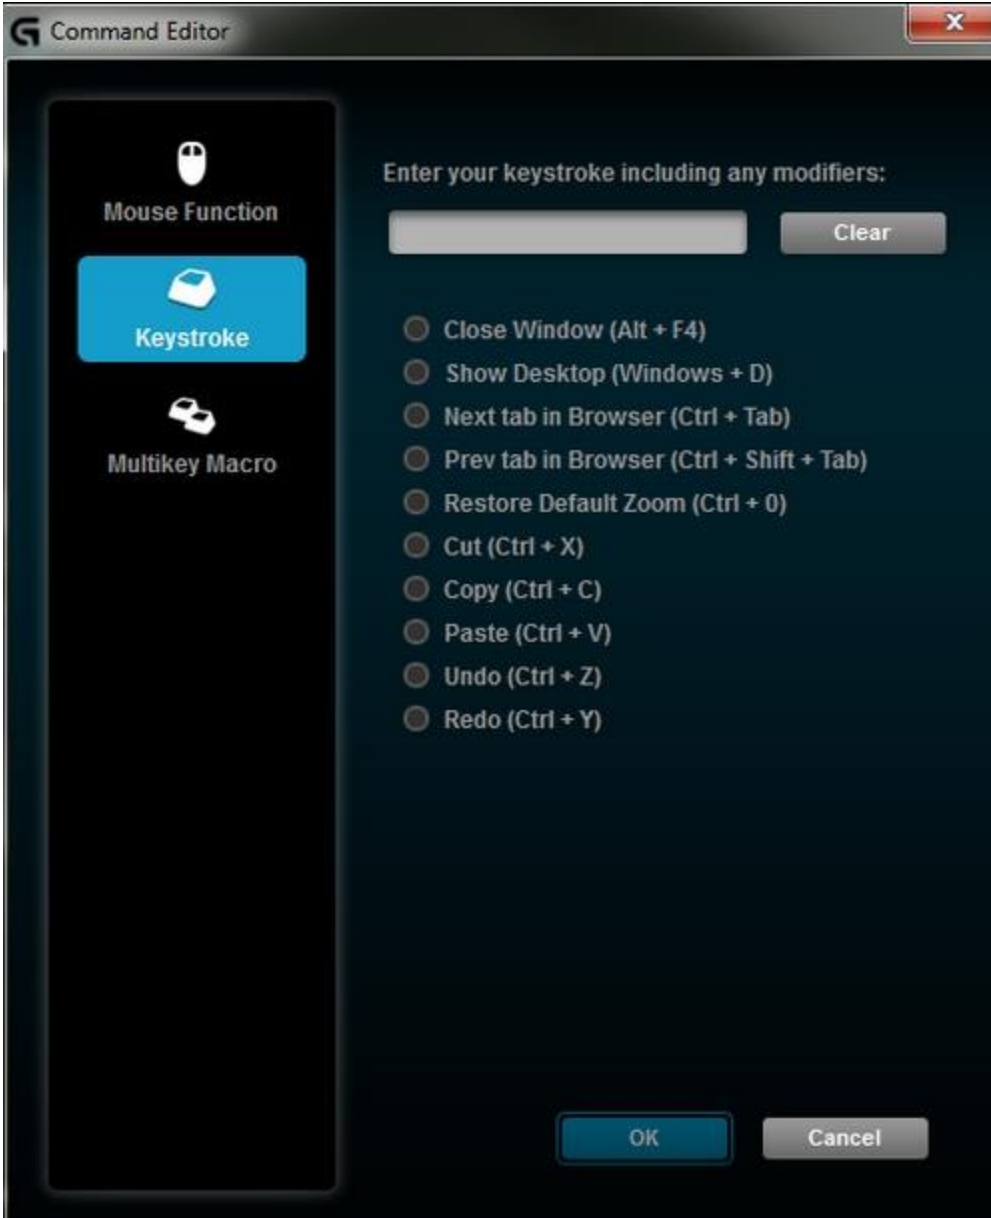 Command Editor
Mouse Function
Keystroke
Multikey Macro
Enter your keystroke including any modifiers:
Clear
Close Window (Alt + F4)
Show Desktop (Windows + D)
Next tab in Browser (Ctrl + Tab)
Prev tab in Browser (Ctrl + Shift + Tab)
Restore Default Zoom (Ctrl + 0)
Cut (Ctrl + X)
Copy (Ctrl + C)
Paste (Ctrl + V)
Undo (Ctrl + Z)
Redo (Ctrl + Y)
OK
Cancel